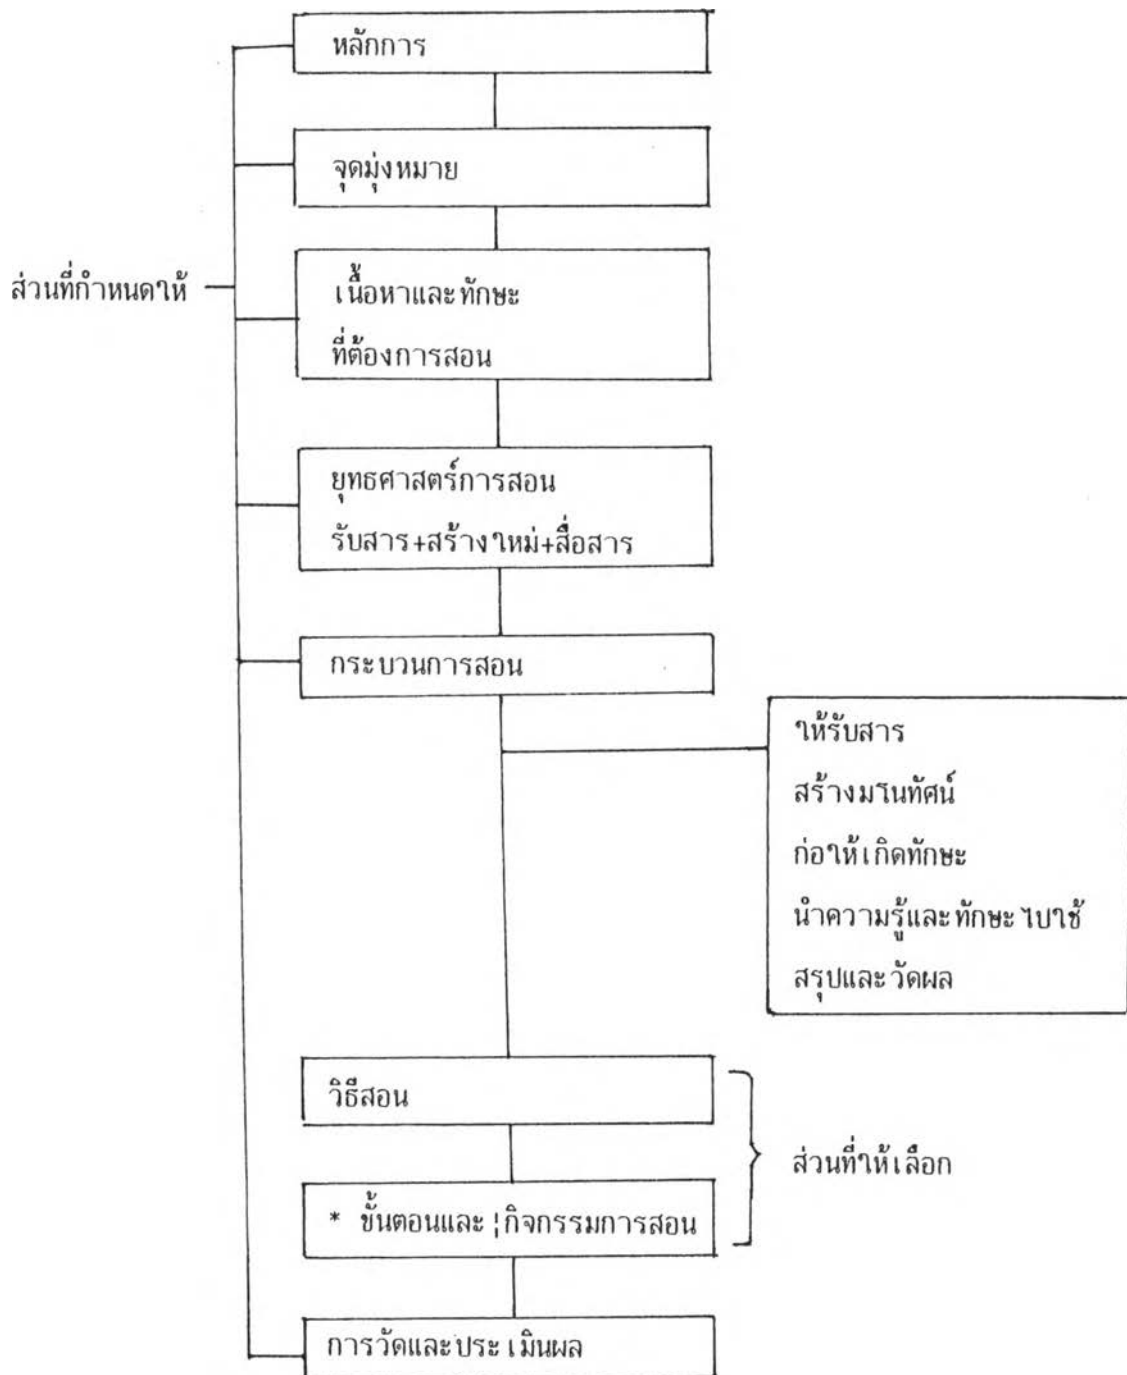 หลักการ
จุดมุ่งหมาย
ส่วนที่กำหนดให้
เนื้อหาและทักษะ
ที่ต้องการสอน
ยุทธศาสตร์การสอน
รับสาร+สร้างใหม่+สื่อสาร
กระบวนการสอน
ให้รับสาร
สร้างมโนทัศน์
ก่อให้เกิดทักษะ
นำความรู้และทักษะไปใช้
สรุปและวัดผล
วิธีสอน
ส่วนที่ให้เลือก
* ขั้นตอนและ¦กิจกรรมการสอน
การวัดและประเมินผล